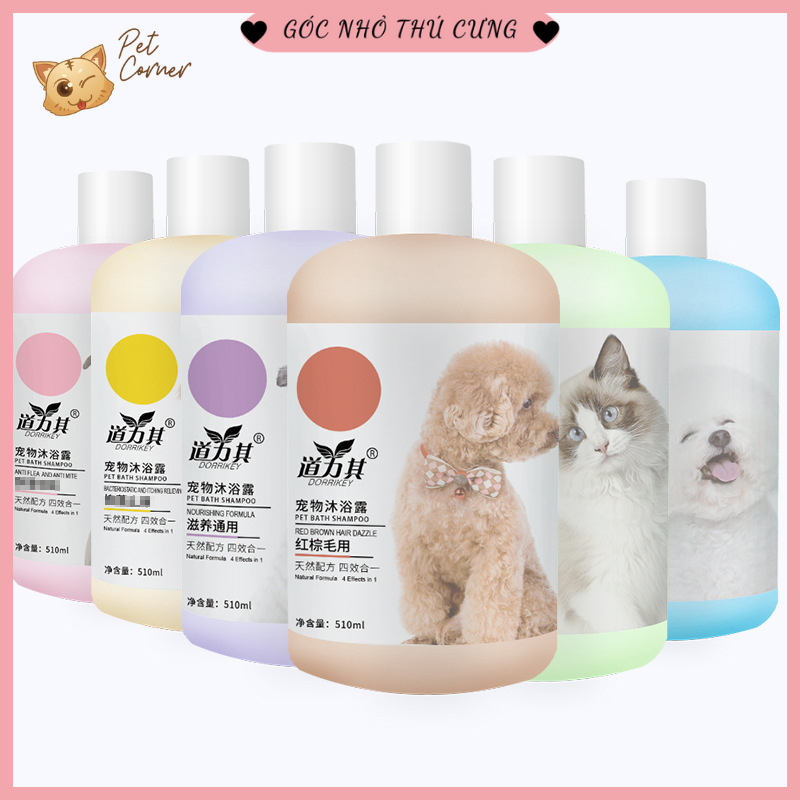 GÓC NHỎ THÚ CƯNG
Pet
Corner
道力其®
DORRIKEY
宠物沐浴露
PET BATH SHAMPOO
ANTI FLEA AND ANTI MITE
天然配方 四效合一
Natural Formula 4 Effects in 1
净含量：510ml
道力其®
DORRIKEY
宠物沐浴露
PET BATH SHAMPOO
天然配方 四效合一
Natural Formula 4 Effects in 1
净含量：510ml
道力其®
DORRIKEY
宠物沐浴露
PET BATH SHAMPOO
NOURISHING FORMULA
滋养通用
天然配方 四效合一
Natural Formula 4 Effects in 1
净含量：510ml
道力其®
DORRIKEY
宠物沐浴露
PET BATH SHAMPOO
RED BROWN HAIR DAZZLE
红棕毛用
天然配方 四效合一
Natural Formula 4 Effects in 1
净含量：510ml